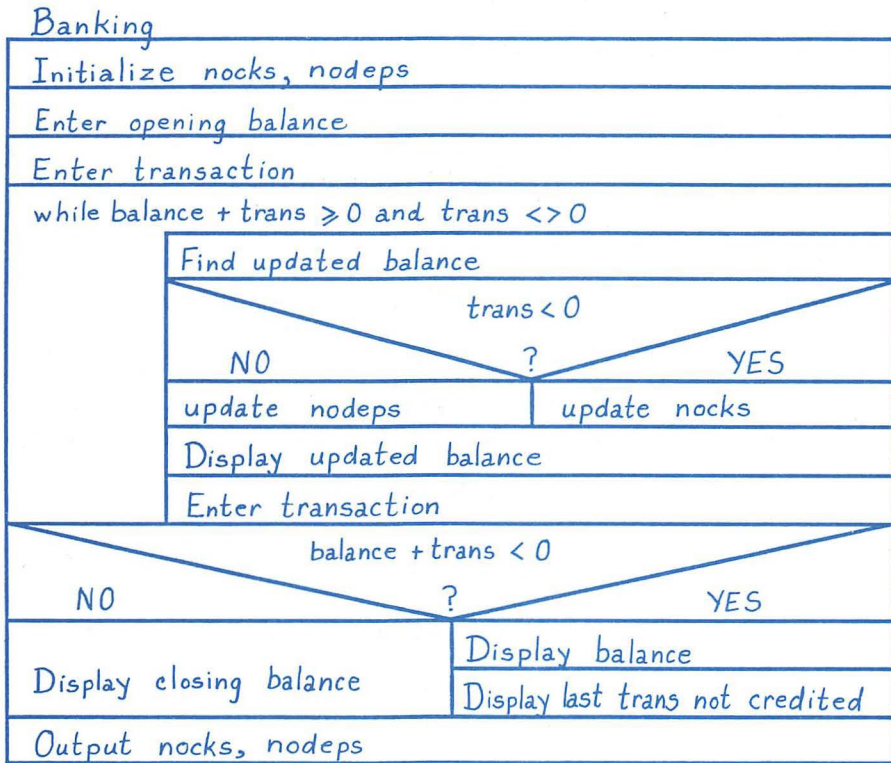 Banking
Initialize nocks, nodeps
Enter opening balance
Enter transaction
while balance + trans ⩾ 0 and trans <> 0
Find updated balance
trans < 0
NO ? YES
update nodeps update nocks
Display updated balance
Enter transaction
balance + trans < 0
NO ? YES
Display closing balance
Display balance
Display last trans not credited
Output nocks, nodeps